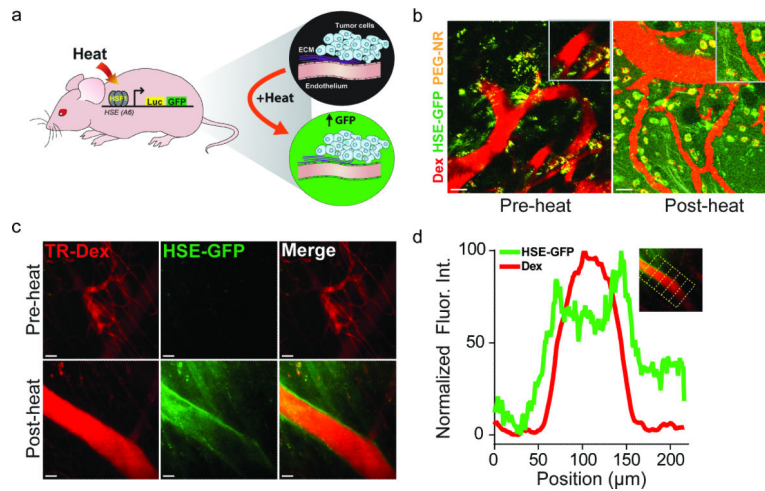 a
Heat
HSF
HSE (A6)
Luc
GFP
Tumor cells
ECM
Endothelium
+Heat
GFP
b
Dex HSE-GFP PEG-NR
Pre-heat
Post-heat
c
TR-Dex
HSE-GFP
Merge
Pre-heat
Post-heat
d
HSE-GFP
Dex
Normalized Fluor. Int.
100
50
0
0
50
100
150
200
Position (µm)